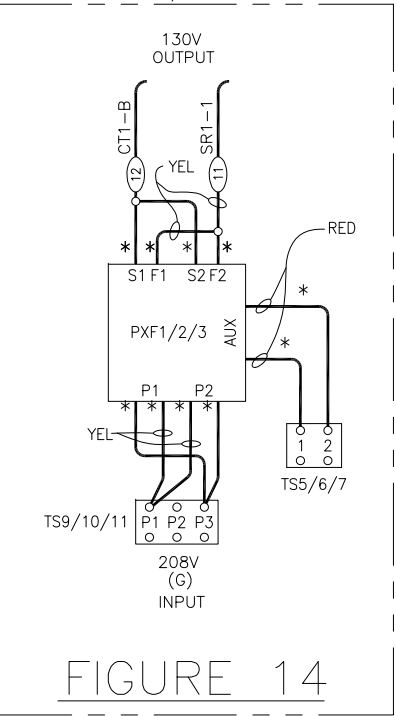 130V
OUTPUT
CT1-B
SR1-1
12
11
YEL
RED
* * * *
*
S1 F1 S2 F2
PXF1/2/3
AUX
*
P1 P2
* * * *
YEL
1 2
TS5/6/7
TS9/10/11
P1 P2 P3
208V
(G)
INPUT
FIGURE 14